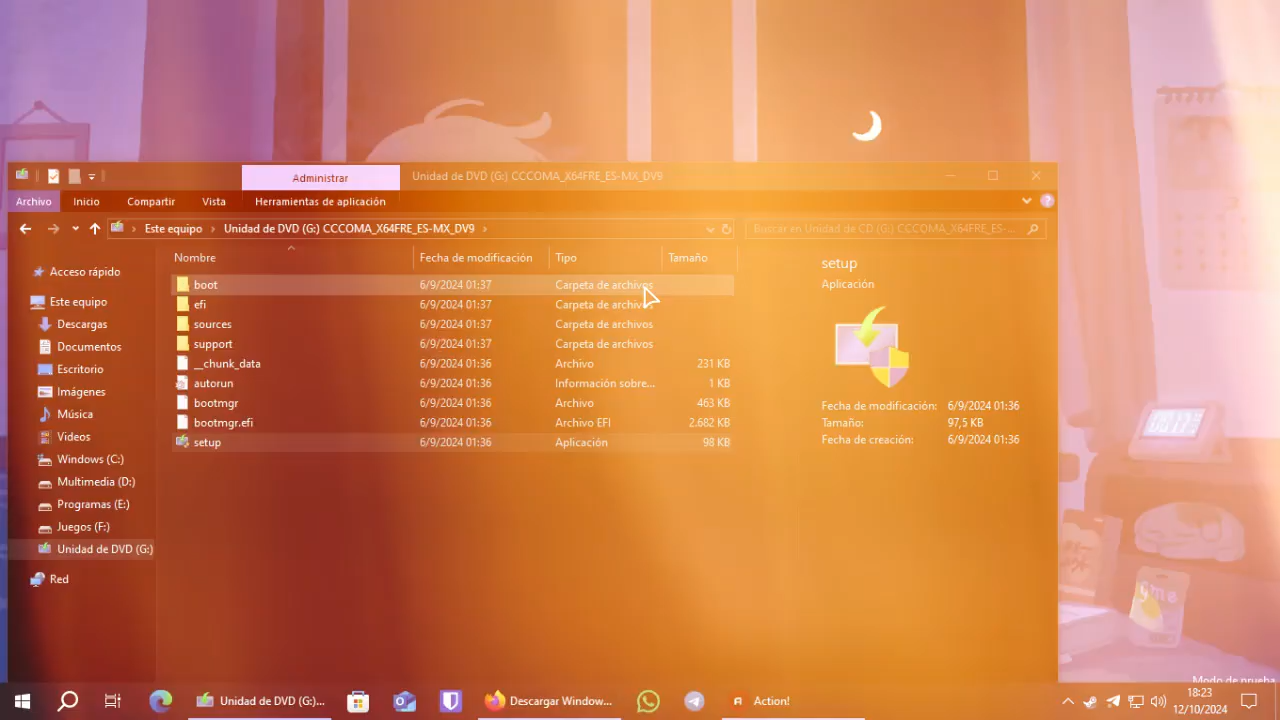 Administrar
Unidad de DVD (G:) CCCOMA_X64FRE_ES-MX_DV9
Archivo
Inicio
Compartir
Vista
Herramientas de aplicación
Este equipo
Unidad de DVD (G:) CCCOMA_X64FRE_ES-MX_DV9
Buscar en Unidad de CD (G:) CCCOMA_X64FRE_ES-...
Acceso rápido
Este equipo
Descargas
Documentos
Escritorio
Imágenes
Música
Videos
Windows (C:)
Multimedia (D:)
Programas (E:)
Juegos (F:)
Unidad de DVD (G:)
Red
Nombre Fecha de modificación Tipo Tamaño
boot 6/9/2024 01:37 Carpeta de archivos
efi 6/9/2024 01:37 Carpeta de archivos
sources 6/9/2024 01:37 Carpeta de archivos
support 6/9/2024 01:37 Carpeta de archivos
__chunk_data 6/9/2024 01:36 Archivo 231 KB
autorun 6/9/2024 01:36 Información sobre... 1 KB
bootmgr 6/9/2024 01:36 Archivo 463 KB
bootmgr.efi 6/9/2024 01:36 Archivo EFI 2.682 KB
setup 6/9/2024 01:36 Aplicación 98 KB
setup
Aplicación
Fecha de modificación: 6/9/2024 01:36
Tamaño: 97,5 KB
Fecha de creación: 6/9/2024 01:36
Modo de prueba
Unidad de DVD (G:)...
Descargar Window...
Action!
18:23
12/10/2024